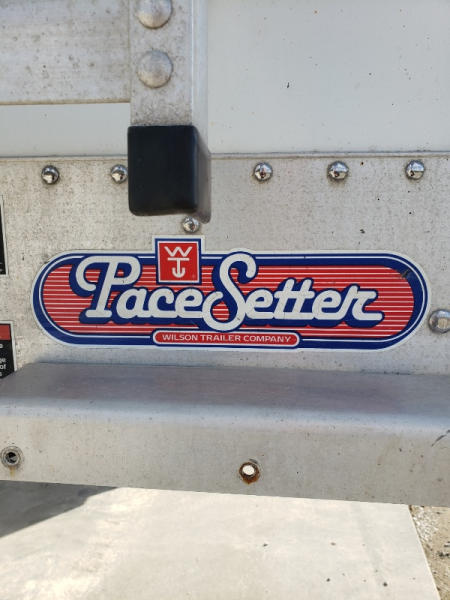 WT
PaceSetter
WILSON TRAILER COMPANY